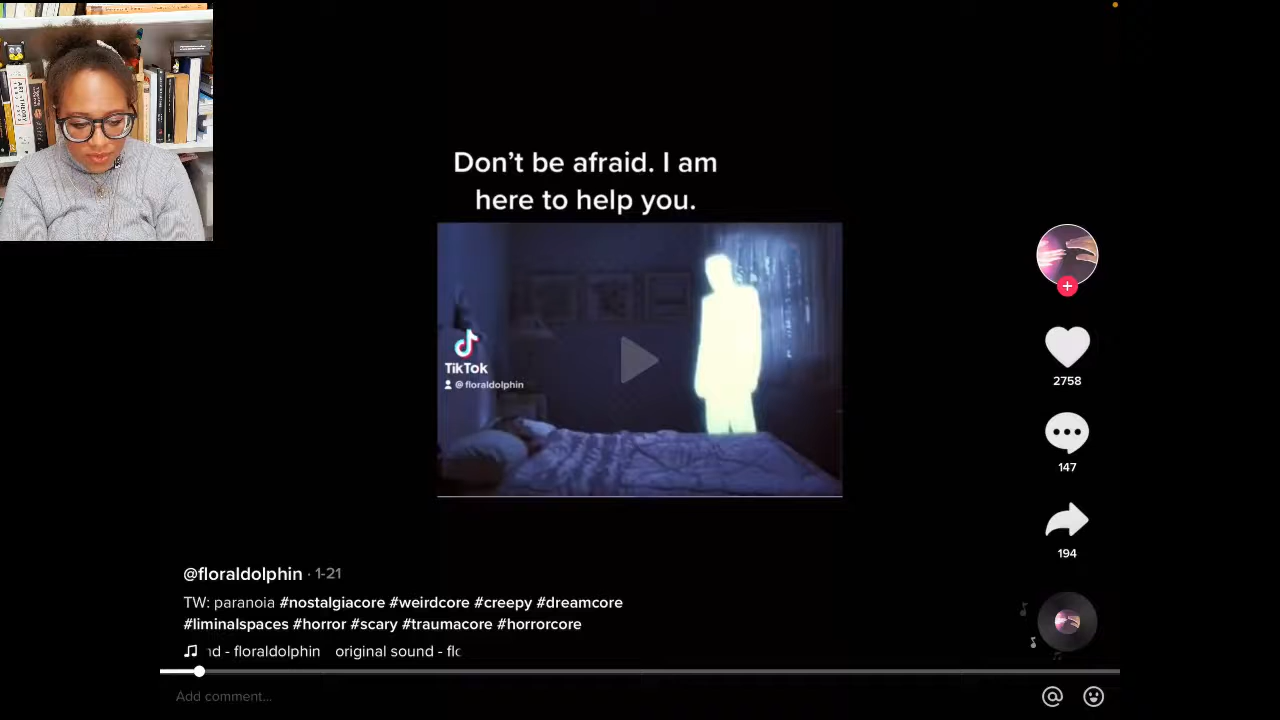 Don’t be afraid. I am
here to help you.
TikTok
@ floraldolphin
2758
147
194
@floraldolphin · 1-21
TW: paranoia #nostalgiacore #weirdcore #creepy #dreamcore
#liminalspaces #horror #scary #traumacore #horrorcore
nd - floraldolphin original sound - flo
Add comment...